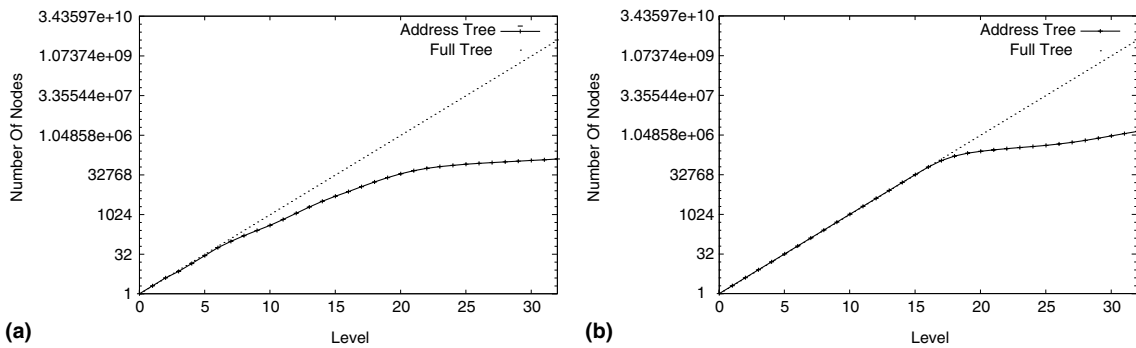 3.43597e+10
1.07374e+09
3.35544e+07
1.04858e+06
32768
1024
32
1
Number Of Nodes
Address Tree
Full Tree
0 5 10 15 20 25 30
Level
(a)
3.43597e+10
1.07374e+09
3.35544e+07
1.04858e+06
32768
1024
32
1
Number Of Nodes
Address Tree
Full Tree
0 5 10 15 20 25 30
Level
(b)